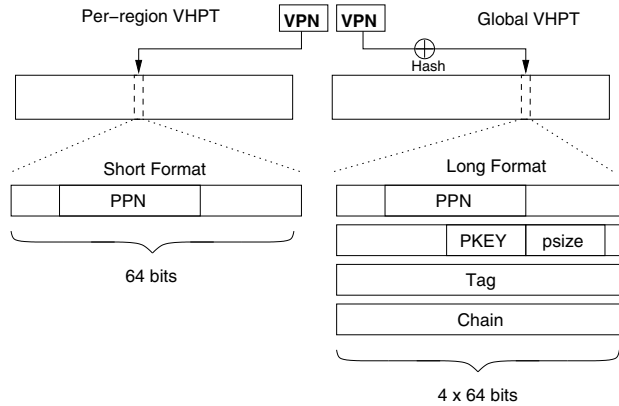 Per-region VHPT
VPN
VPN
Global VHPT
Hash
Short Format
Long Format
PPN
PPN
PKEY
psize
64 bits
Tag
Chain
4 x 64 bits